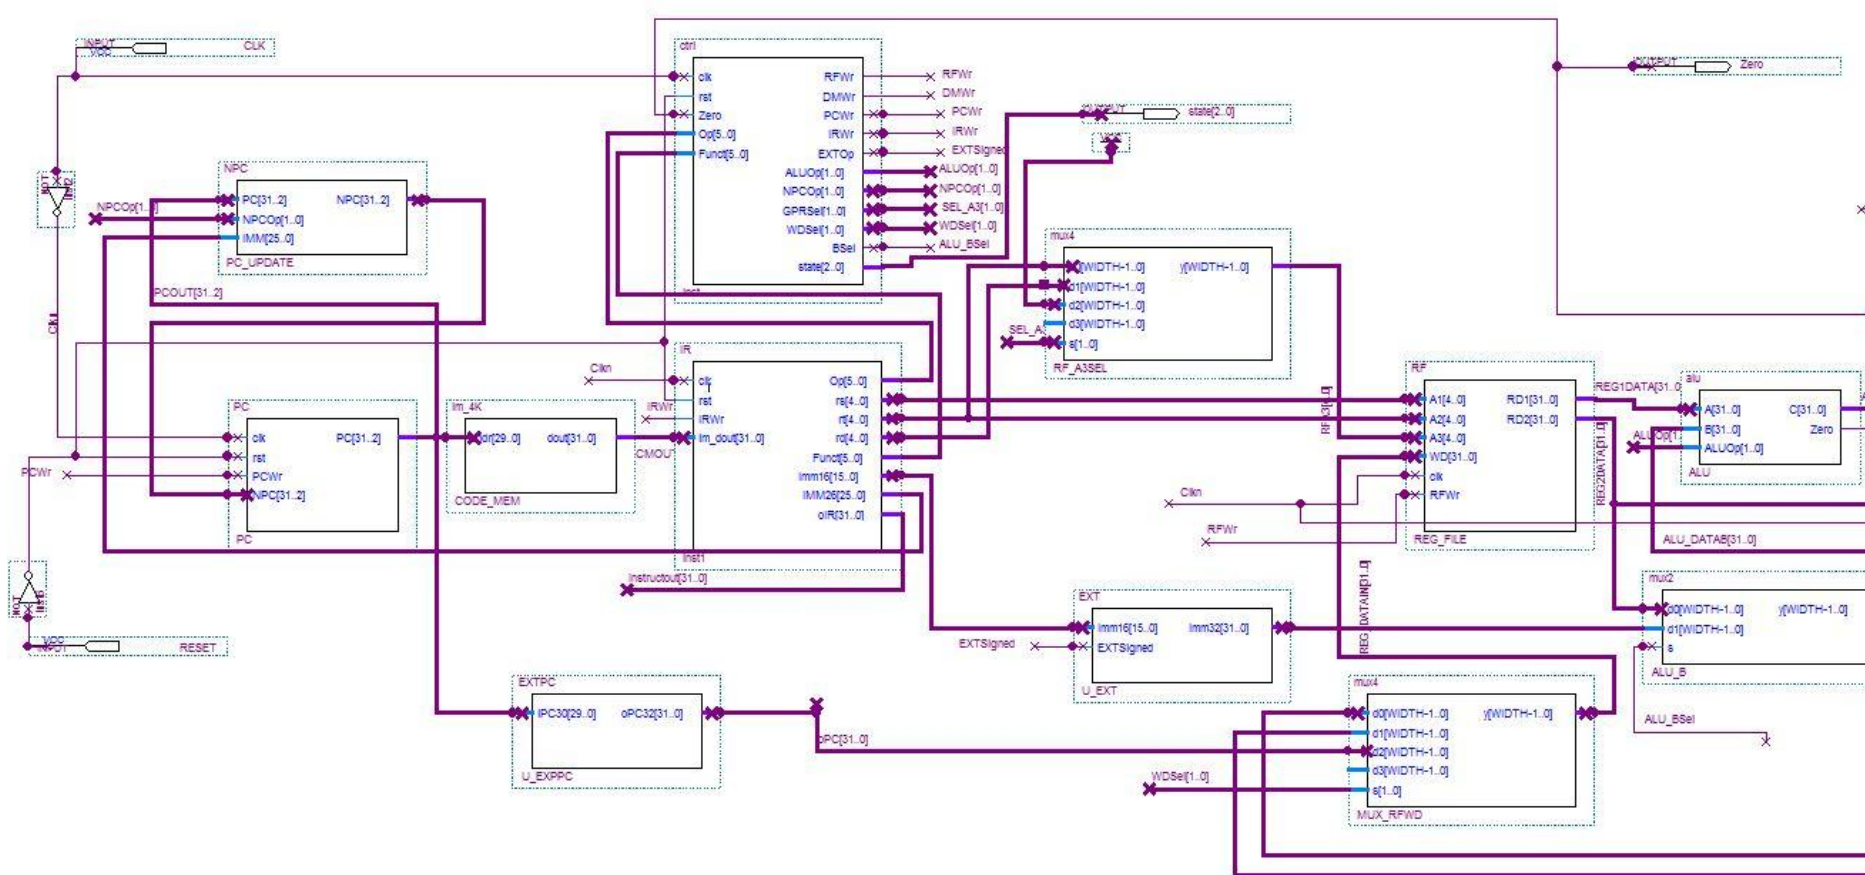 INPUT
VCC
CLK
ctrl
clk
rst
Zero
Op[5..0]
Funct[5..0]
RFWr
DMWr
PCWr
IRWr
EXTOp
ALUOp[1..0]
NPCOp[1..0]
GPRSel[1..0]
WDSel[1..0]
BSel
state[2..0]
RFWr
DMWr
PCWr
IRWr
EXTSigned
ALUOp[1..0]
NPCOp[1..0]
SEL_A3[1..0]
WDSel[1..0]
ALU_BSel
OUTPUT
state[2..0]
VCC
OUTPUT
Zero
NOT
NPC
PC[31..2]
NPCOp[1..0]
IMM[25..0]
NPC[31..2]
PC_UPDATE
PCOUT[31..2]
mux4
d1[WIDTH-1..0]
d2[WIDTH-1..0]
d3[WIDTH-1..0]
s[1..0]
y[WIDTH-1..0]
SEL_A
RF_A3SEL
IR
Clkn
clk
rst
IRWr
IRWr
im_dout[31..0]
Op[5..0]
rs[4..0]
rt[4..0]
rd[4..0]
Funct[5..0]
Imm16[15..0]
IMM26[25..0]
oIR[31..0]
inst1
Instructout[31..0]
PC
clk
rst
PCWr
PCWr
NPC[31..2]
PC[31..2]
PC
im_4K
dout[31..0]
CODE_MEM
RF
A1[4..0]
A2[4..0]
A3[4..0]
WD[31..0]
clk
RFWr
RD1[31..0]
RD2[31..0]
REG_FILE
Clkn
RFWr
REG1DATA[31..0
REG2DATA[31..0]
alu
A[31..0]
B[31..0]
ALUOp[1..0]
C[31..0]
Zero
ALU
ALU_DATAB[31..0]
mux2
d0[WIDTH-1..0]
d1[WIDTH-1..0]
s
y[WIDTH-1..0]
ALU_B
ALU_BSel
EXT
imm16[15..0]
EXTSigned
imm32[31..0]
U_EXT
EXTSigned
REG_DATAIN[31..0]
NOT
VCC
INPUT
RESET
EXTPC
iPC30[29..0]
oPC32[31..0]
U_EXPPC
oPC[31..0]
mux4
d0[WIDTH-1..0]
d1[WIDTH-1..0]
d2[WIDTH-1..0]
d3[WIDTH-1..0]
s[1..0]
y[WIDTH-1..0]
WDSel[1..0]
MUX_RFWD